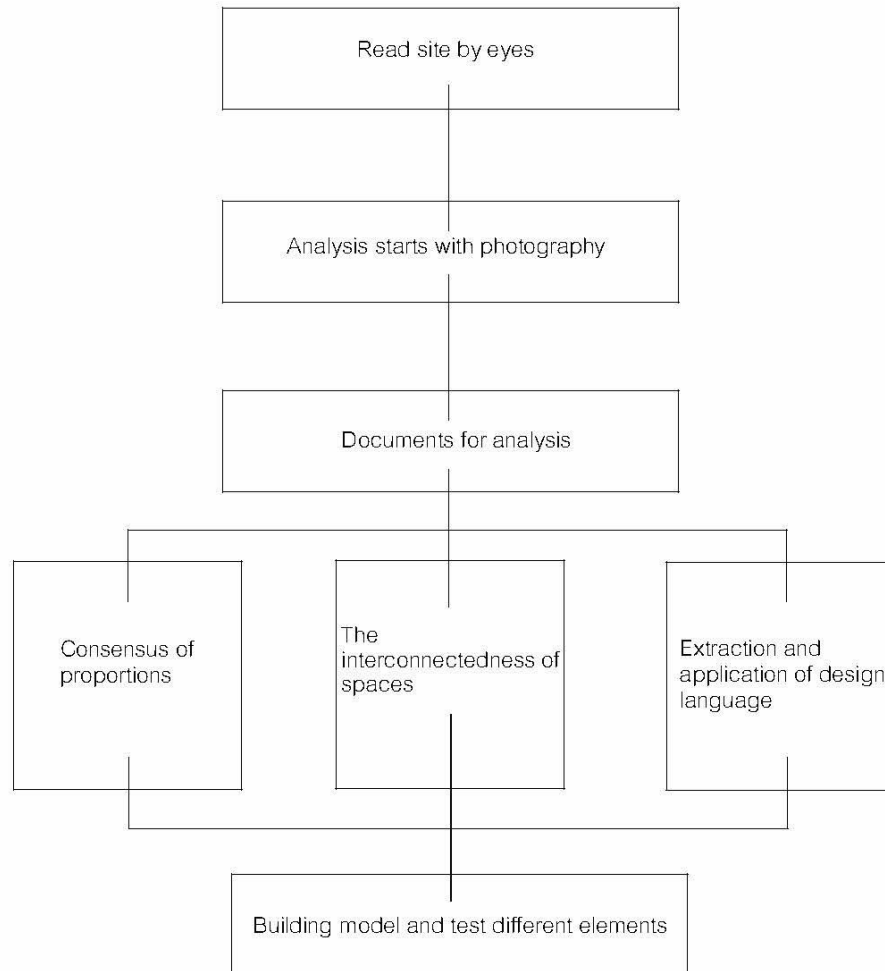 Read site by eyes
Analysis starts with photography
Documents for analysis
Consensus of
proportions
The
interconnectedness of
spaces
Extraction and
application of design
language
Building model and test different elements